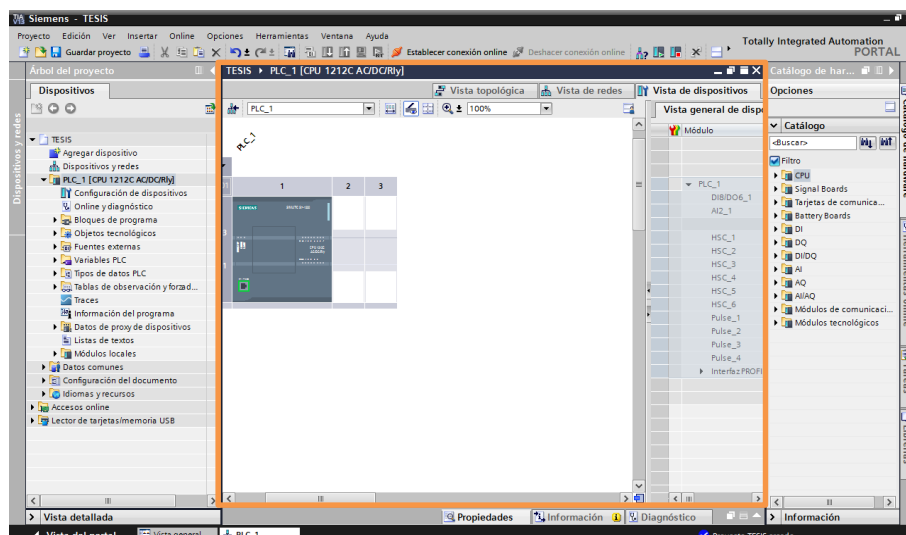 Siemens - TESIS
Proyecto Edición Ver Insertar Online Opciones Herramientas Ventana Ayuda
Totally Integrated Automation
PORTAL
Guardar proyecto
Establecer conexión online
Deshacer conexión online
Árbol del proyecto
TESIS PLC_1 [CPU 1212C AC/DC/Rly]
Catálogo de har...
Dispositivos
Vista topológica
Vista de redes
Vista de dispositivos
Opciones
PLC_1
100%
Vista general de dispo
Módulo
Catálogo
<Buscar>
Filtro
TESIS
Agregar dispositivo
Dispositivos y redes
PLC_1 [CPU 1212C AC/DC/Rly]
Configuración de dispositivos
Online y diagnóstico
Bloques de programa
Objetos tecnológicos
Fuentes externas
Variables PLC
Tipos de datos PLC
Tablas de observación y forzad...
Traces
Información del programa
Datos de proxy de dispositivos
Listas de textos
Módulos locales
Datos comunes
Configuración del documento
Idiomas y recursos
Accesos online
Lector de tarjetas/memoria USB
Dispositivos y redes
PLC_1
1 2 3
SIEMENS
PLC_1
DI8/DO6_1
AI2_1
HSC_1
HSC_2
HSC_3
HSC_4
HSC_5
HSC_6
Pulse_1
Pulse_2
Pulse_3
Pulse_4
Interfaz PROFI
CPU
Signal Boards
Tarjetas de comunica...
Battery Boards
DI
DQ
DI/DQ
AI
AQ
AI/AQ
Módulos de comunicaci...
Módulos tecnológicos
Vista detallada
Propiedades
Información
Diagnóstico
Información
Vista del portal
Vista general
PLC_1